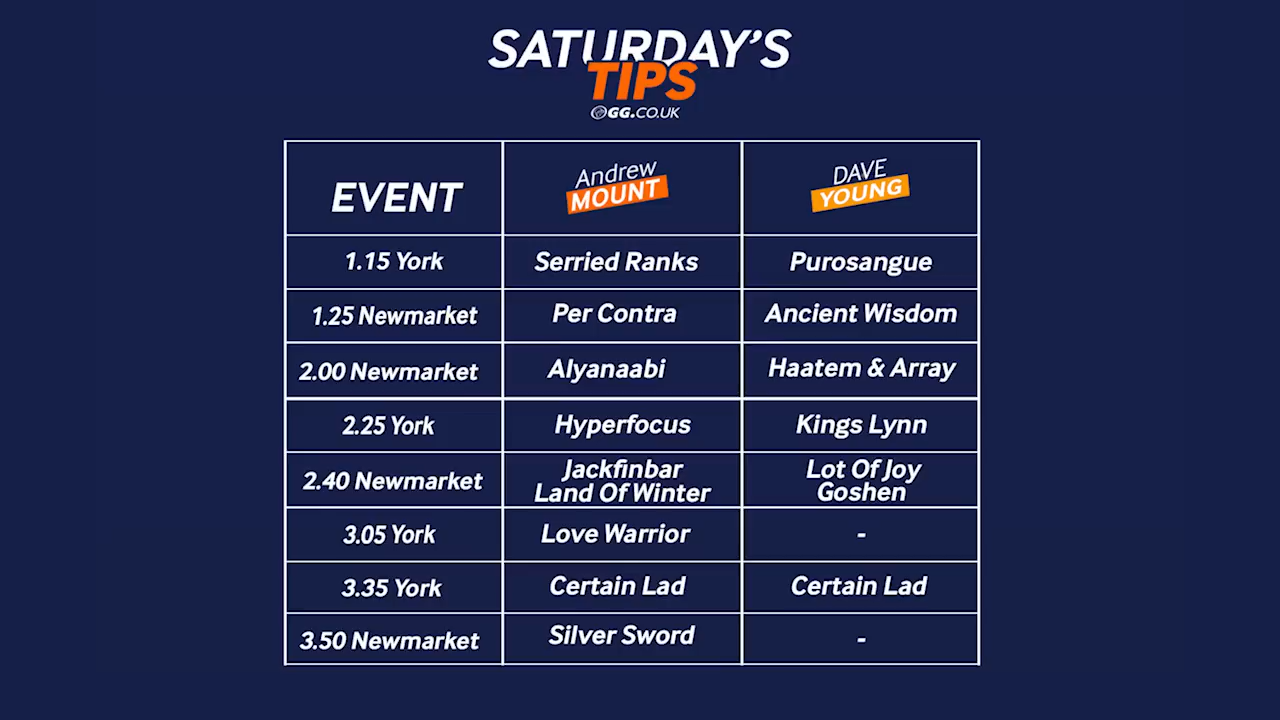 SATURDAY'S
TIPS
GG.CO.UK
EVENT
Andrew
MOUNT
DAVE
YOUNG
1.15 York
Serried Ranks
Purosangue
1.25 Newmarket
Per Contra
Ancient Wisdom
2.00 Newmarket
Alyanaabi
Haatem & Array
2.25 York
Hyperfocus
Kings Lynn
2.40 Newmarket
Jackfinbar
Land Of Winter
Lot Of Joy
Goshen
3.05 York
Love Warrior
-
3.35 York
Certain Lad
Certain Lad
3.50 Newmarket
Silver Sword
-